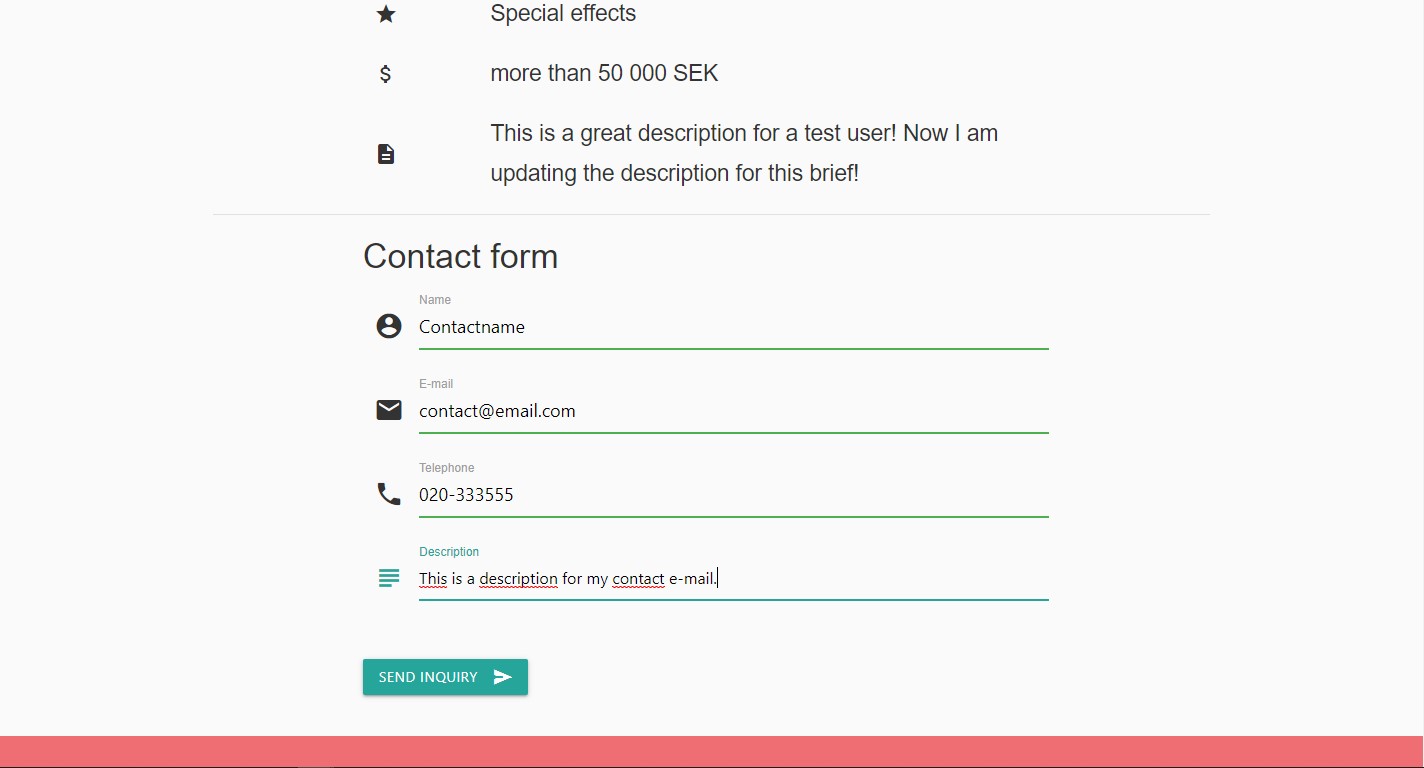 Special effects
more than 50 000 SEK
This is a great description for a test user! Now I am
updating the description for this brief!
Contact form
Name
Contactname
E-mail
contact@email.com
Telephone
020-333555
Description
This is a description for my contact e-mail.
SEND INQUIRY